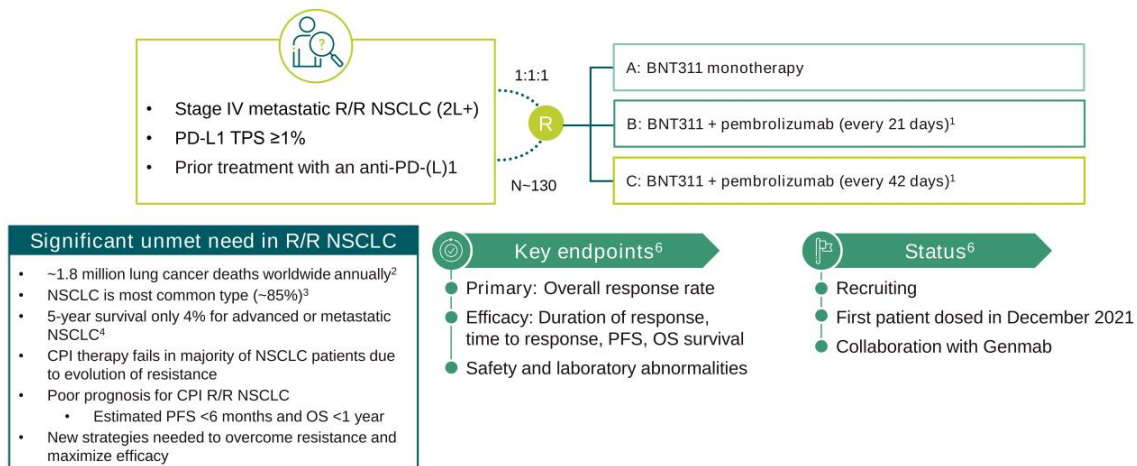 ?
• Stage IV metastatic R/R NSCLC (2L+)
• PD-L1 TPS ≥1%
• Prior treatment with an anti-PD-(L)1
1:1:1
R
N~130
A: BNT311 monotherapy
B: BNT311 + pembrolizumab (every 21 days)¹
C: BNT311 + pembrolizumab (every 42 days)¹
Significant unmet need in R/R NSCLC
• ~1.8 million lung cancer deaths worldwide annually²
• NSCLC is most common type (~85%)³
• 5-year survival only 4% for advanced or metastatic
NSCLC⁴
• CPI therapy fails in majority of NSCLC patients due
to evolution of resistance
• Poor prognosis for CPI R/R NSCLC
• Estimated PFS <6 months and OS <1 year
• New strategies needed to overcome resistance and
maximize efficacy
Key endpoints⁶
Primary: Overall response rate
Efficacy: Duration of response,
time to response, PFS, OS survival
Safety and laboratory abnormalities
Status⁶
Recruiting
First patient dosed in December 2021
Collaboration with Genmab